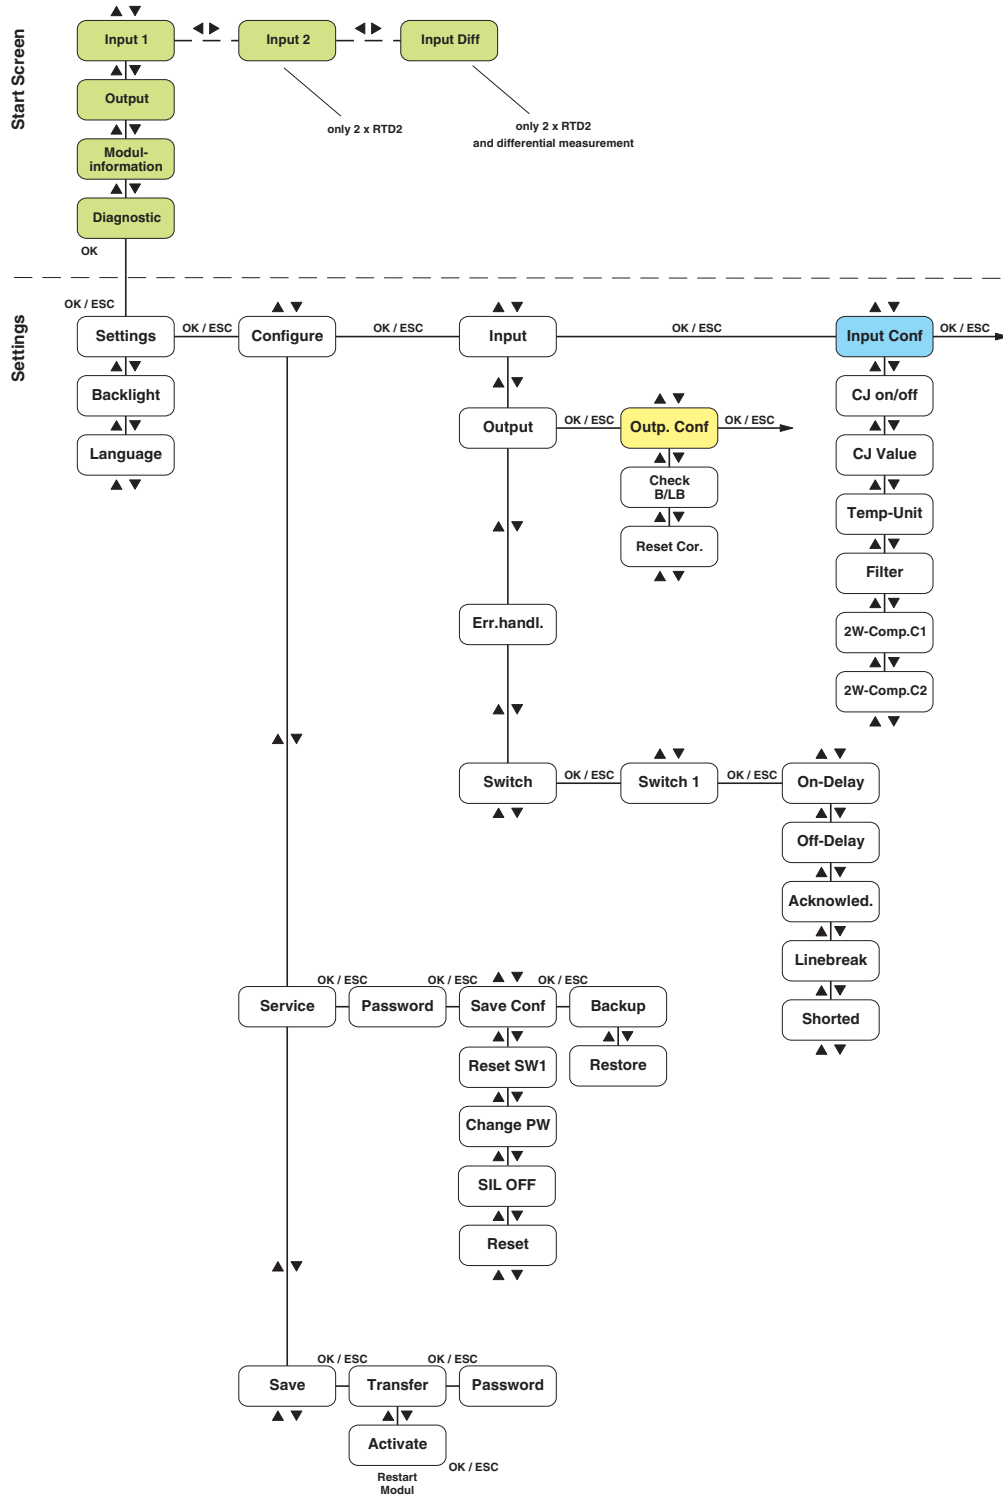 Start Screen
Input 1
Input 2
Input Diff
Output
only 2 x RTD2
only 2 x RTD2
and differential measurement
Modul-
information
Diagnostic
OK
Settings
OK / ESC
Settings
OK / ESC
Configure
OK / ESC
Input
OK / ESC
Input Conf
OK / ESC
Backlight
Language
Output
OK / ESC
Outp. Conf
OK / ESC
Check
B/LB
Reset Cor.
CJ on/off
CJ Value
Temp-Unit
Filter
2W-Comp.C1
2W-Comp.C2
Err.handl.
Switch
OK / ESC
Switch 1
OK / ESC
On-Delay
Off-Delay
Acknowled.
Linebreak
Shorted
Service
OK / ESC
Password
OK / ESC
Save Conf
OK / ESC
Backup
Restore
Reset SW1
Change PW
SIL OFF
Reset
Save
OK / ESC
Transfer
OK / ESC
Password
Activate
OK / ESC
Restart
Modul